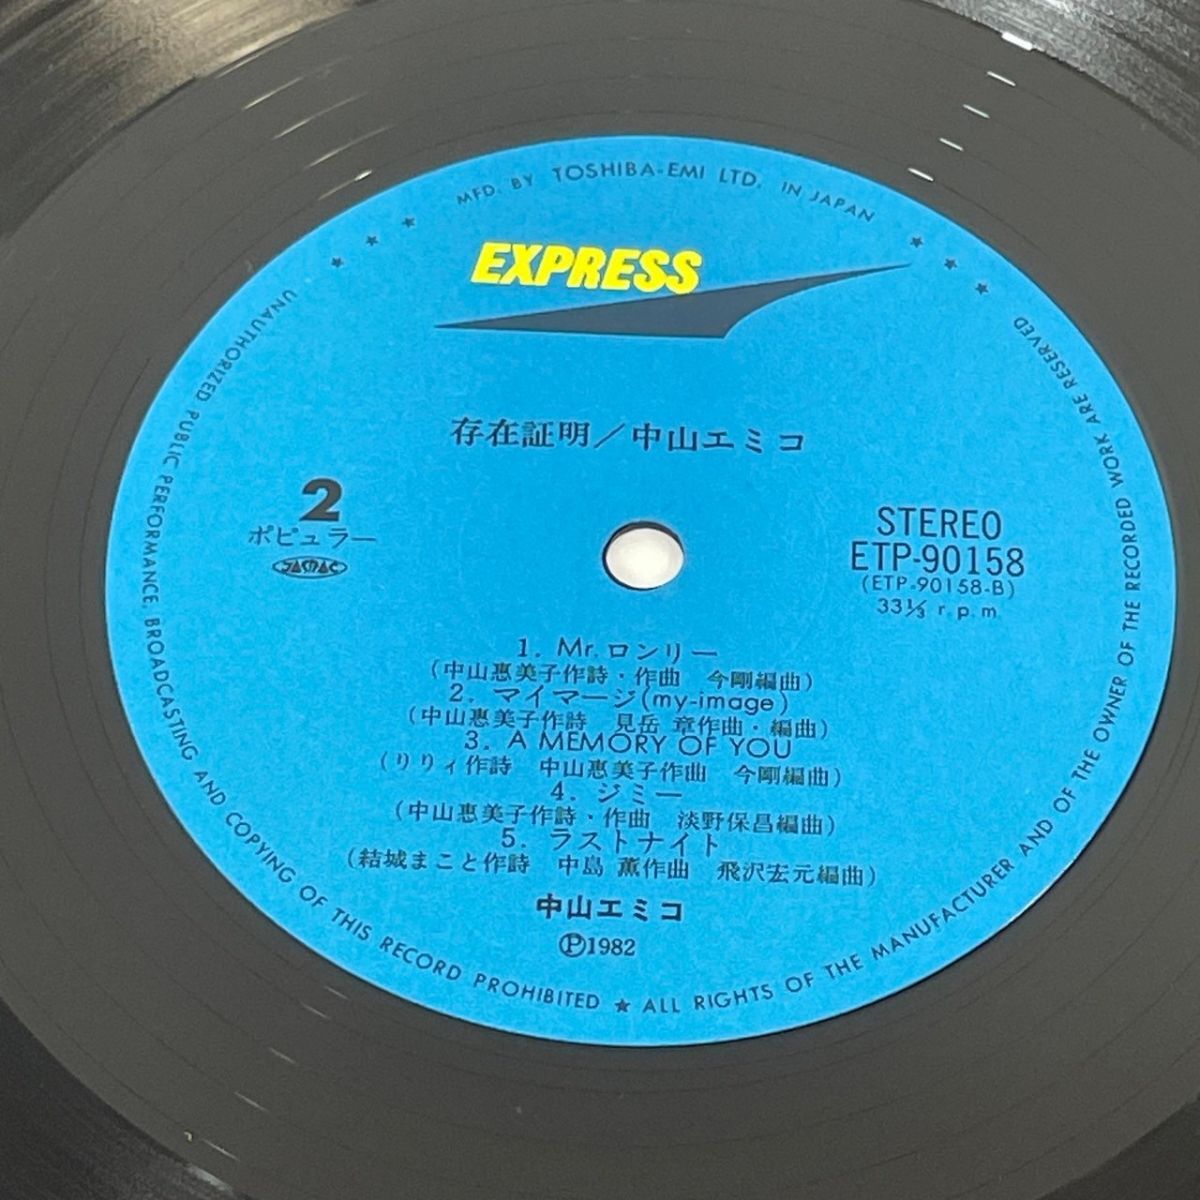 MFD. BY TOSHIBA-EMI LTD. IN JAPAN
EXPRESS
存在証明/中山エミコ
2
ポピュラー
JASRAC
STEREO
ETP-90158
(ETP-90158-B)
33⅓ r.p.m
1. Mr.ロンリー
(中山惠美子作詩・作曲 今剛編曲)
2. マイマージ(my-image)
(中山惠美子作詩 見岳 章作曲・編曲)
3. A MEMORY OF YOU
(りりィ作詩 中山惠美子作曲 今剛編曲)
4. ジミー
(中山惠美子作詩・作曲 淡野保昌編曲)
5. ラストナイト
(結城まこと作詩 中島 薫作曲 飛沢宏元編曲)
中山エミコ
Ⓟ1982
UNAUTHORIZED PUBLIC PERFORMANCE, BROADCASTING AND COPYING OF THIS RECORD PROHIBITED ★ ALL RIGHTS OF THE MANUFACTURER AND OF THE OWNER OF THE RECORDED WORK ARE RESERVED